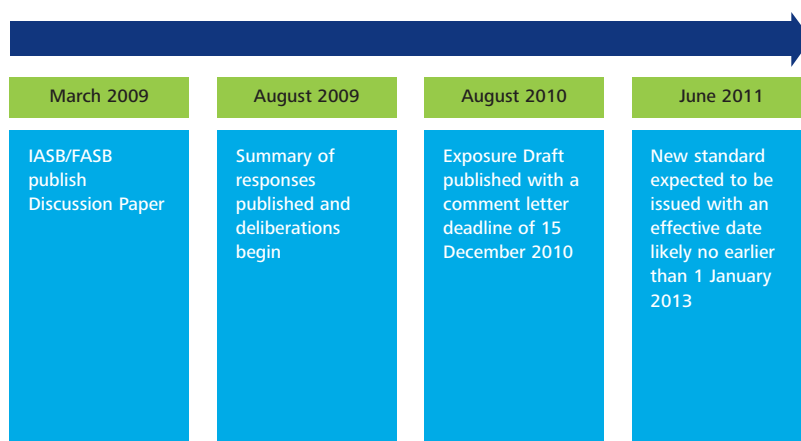 March 2009
IASB/FASB
publish
Discussion Paper
August 2009
Summary of
responses
published and
deliberations
begin
August 2010
Exposure Draft
published with a
comment letter
deadline of 15
December 2010
June 2011
New standard
expected to be
issued with an
effective date
likely no earlier
than 1 January
2013